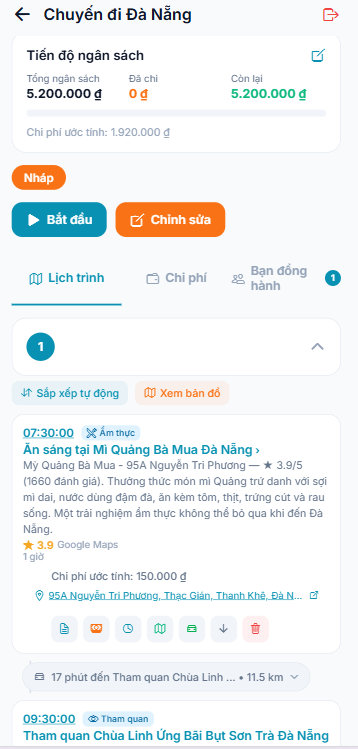 Chuyến đi Đà Nẵng
Tiến độ ngân sách
Tổng ngân sách Đã chi Còn lại
5.200.000 ₫ 0 ₫ 5.200.000 ₫
Chi phí ước tính: 1.920.000 ₫
Nháp
Bắt đầu Chỉnh sửa
Lịch trình Chi phí Bạn đồng hành 1
1
Sắp xếp tự động Xem bản đồ
07:30:00 Ẩm thực
Ăn sáng tại Mì Quảng Bà Mua Đà Nẵng ›
Mỳ Quảng Bà Mua - 95A Nguyễn Tri Phương — ★ 3.9/5
(1660 đánh giá). Thưởng thức món mì Quảng trứ danh với sợi
mì dai, nước dùng đậm đà, ăn kèm tôm, thịt, trứng cút và rau
sống. Một trải nghiệm ẩm thực không thể bỏ qua khi đến Đà
Nẵng.
★ 3.9 Google Maps
1 giờ
Chi phí ước tính: 150.000 ₫
95A Nguyễn Tri Phương, Thạc Gián, Thanh Khê, Đà N...
17 phút đến Tham quan Chùa Linh ... • 11.5 km
09:30:00 Tham quan
Tham quan Chùa Linh Ứng Bãi Bụt Sơn Trà Đà Nẵng